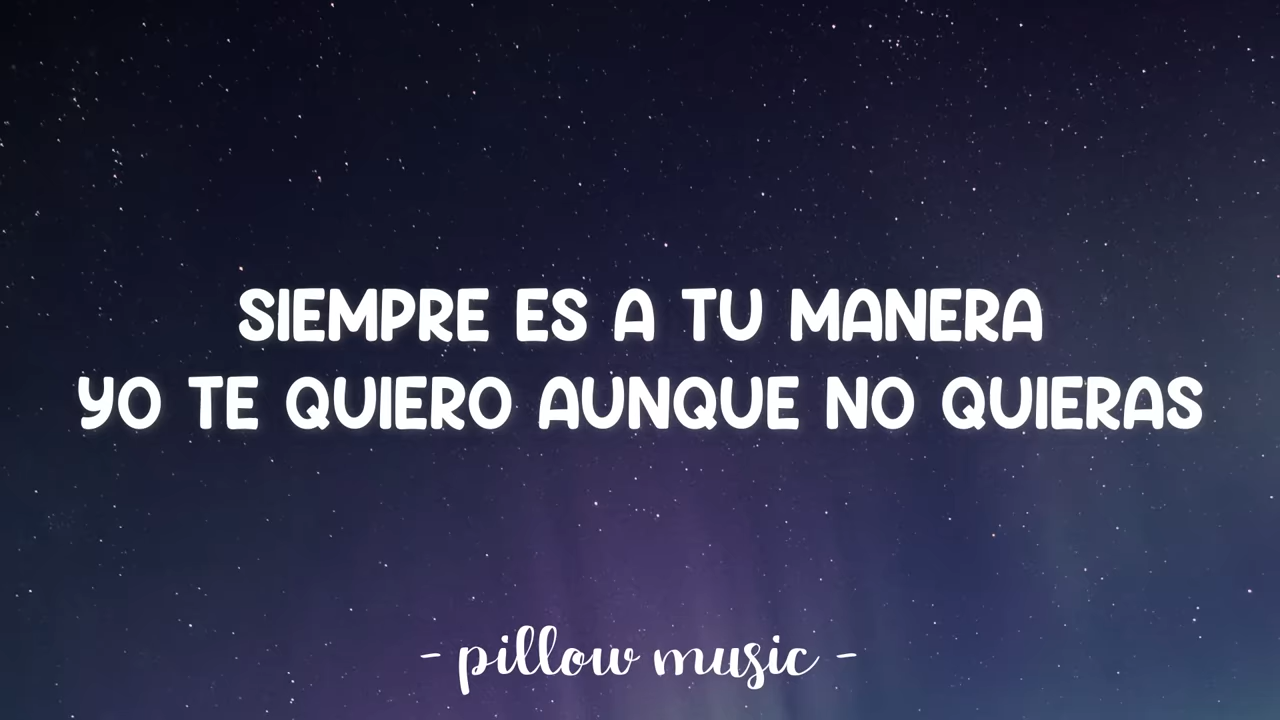 SIEMPRE ES A TU MANERA
YO TE QUIERO AUNQUE NO QUIERAS
- pillow music -